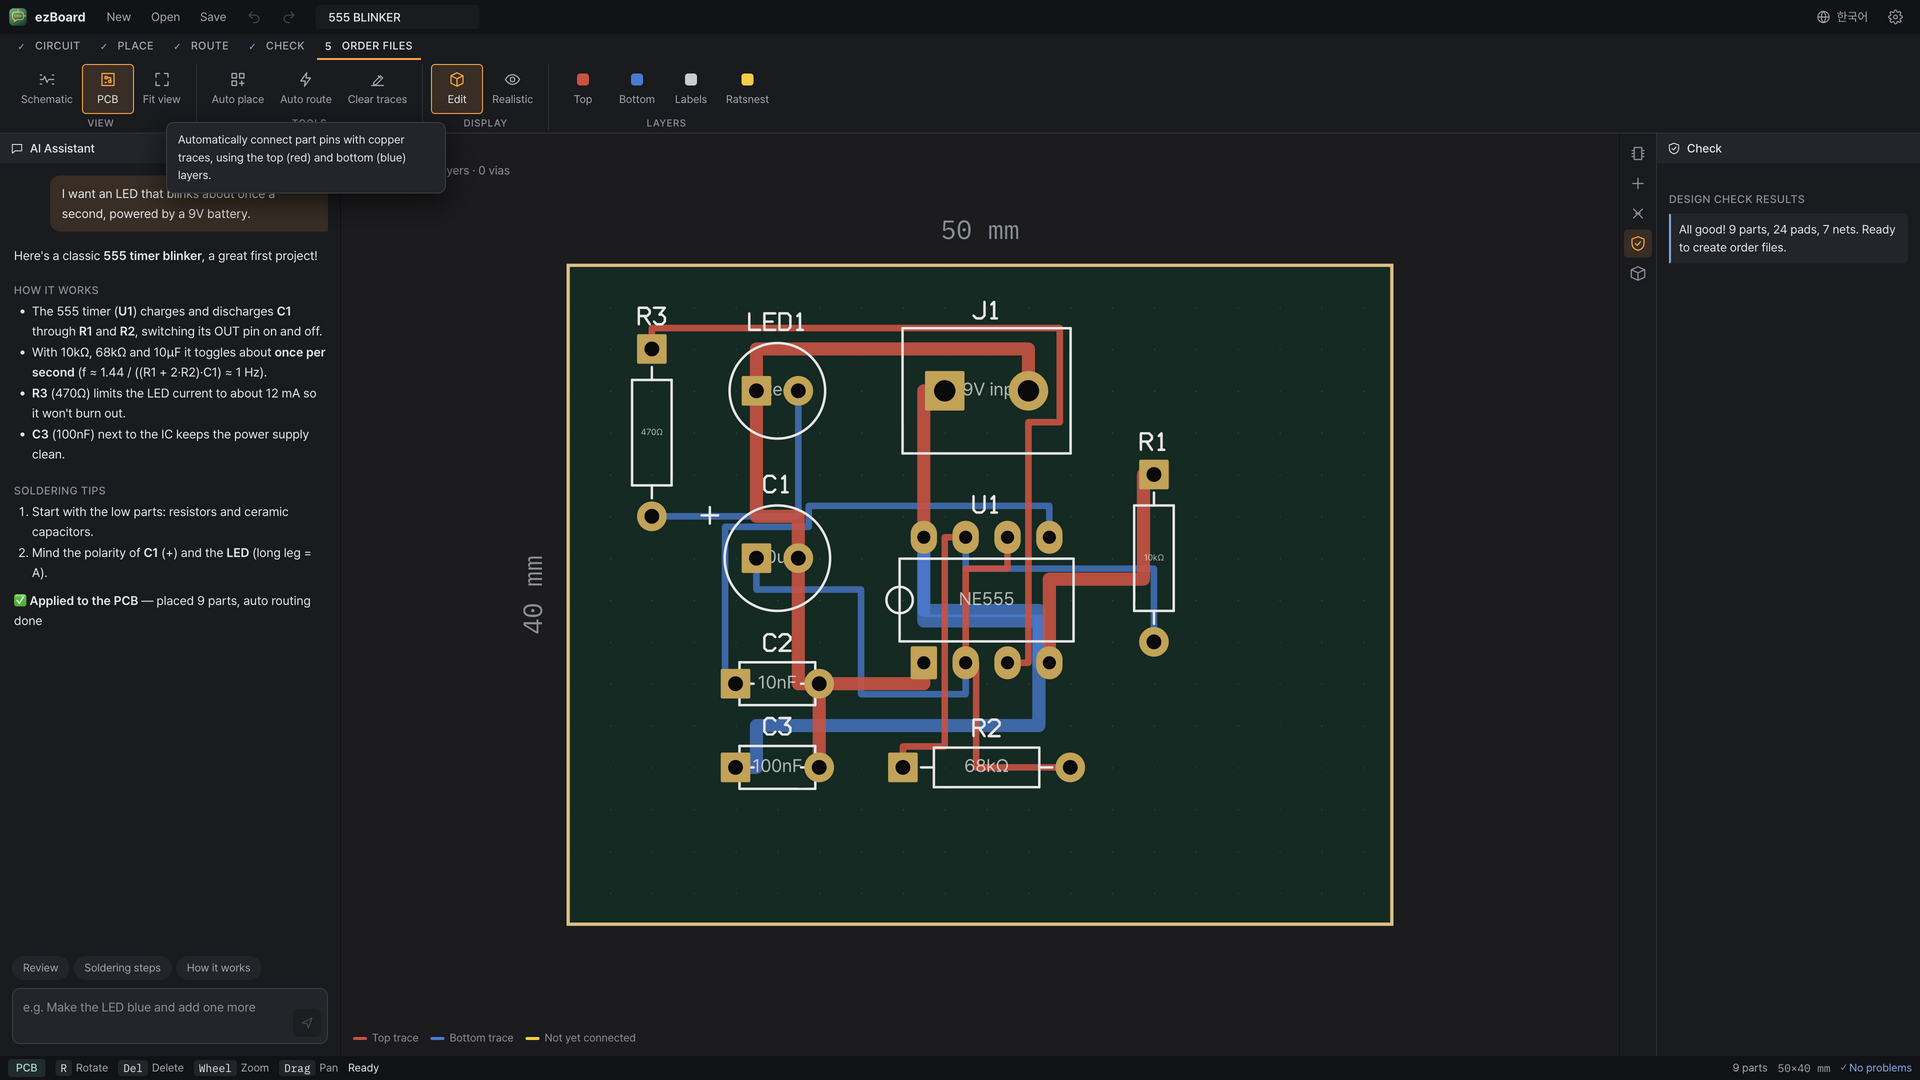 ezBoard New Open Save 555 BLINKER 한국어
✓ CIRCUIT ✓ PLACE ✓ ROUTE ✓ CHECK 5 ORDER FILES
Schematic PCB Fit view Auto place Auto route Clear traces Edit Realistic Top Bottom Labels Ratsnest
VIEW DISPLAY LAYERS
Automatically connect part pins with copper
traces, using the top (red) and bottom (blue)
layers.
AI Assistant
I want an LED that blinks about once a
second, powered by a 9V battery.
Here's a classic 555 timer blinker, a great first project!
HOW IT WORKS
• The 555 timer (U1) charges and discharges C1
through R1 and R2, switching its OUT pin on and off.
• With 10kΩ, 68kΩ and 10µF it toggles about once per
second (f ≈ 1.44 / ((R1 + 2·R2)·C1) ≈ 1 Hz).
• R3 (470Ω) limits the LED current to about 12 mA so
it won't burn out.
• C3 (100nF) next to the IC keeps the power supply
clean.
SOLDERING TIPS
1. Start with the low parts: resistors and ceramic
capacitors.
2. Mind the polarity of C1 (+) and the LED (long leg =
A).
✅ Applied to the PCB — placed 9 parts, auto routing
done
Review Soldering steps How it works
e.g. Make the LED blue and add one more
yers · 0 vias
50 mm
40 mm
R3
470Ω
LED1
J1
9V inp
R1
10kΩ
C1
+
U1
NE555
C2
10nF
C3
100nF
R2
68kΩ
Top trace Bottom trace Not yet connected
Check
DESIGN CHECK RESULTS
All good! 9 parts, 24 pads, 7 nets. Ready
to create order files.
PCB R Rotate Del Delete Wheel Zoom Drag Pan Ready
9 parts 50×40 mm ✓ No problems